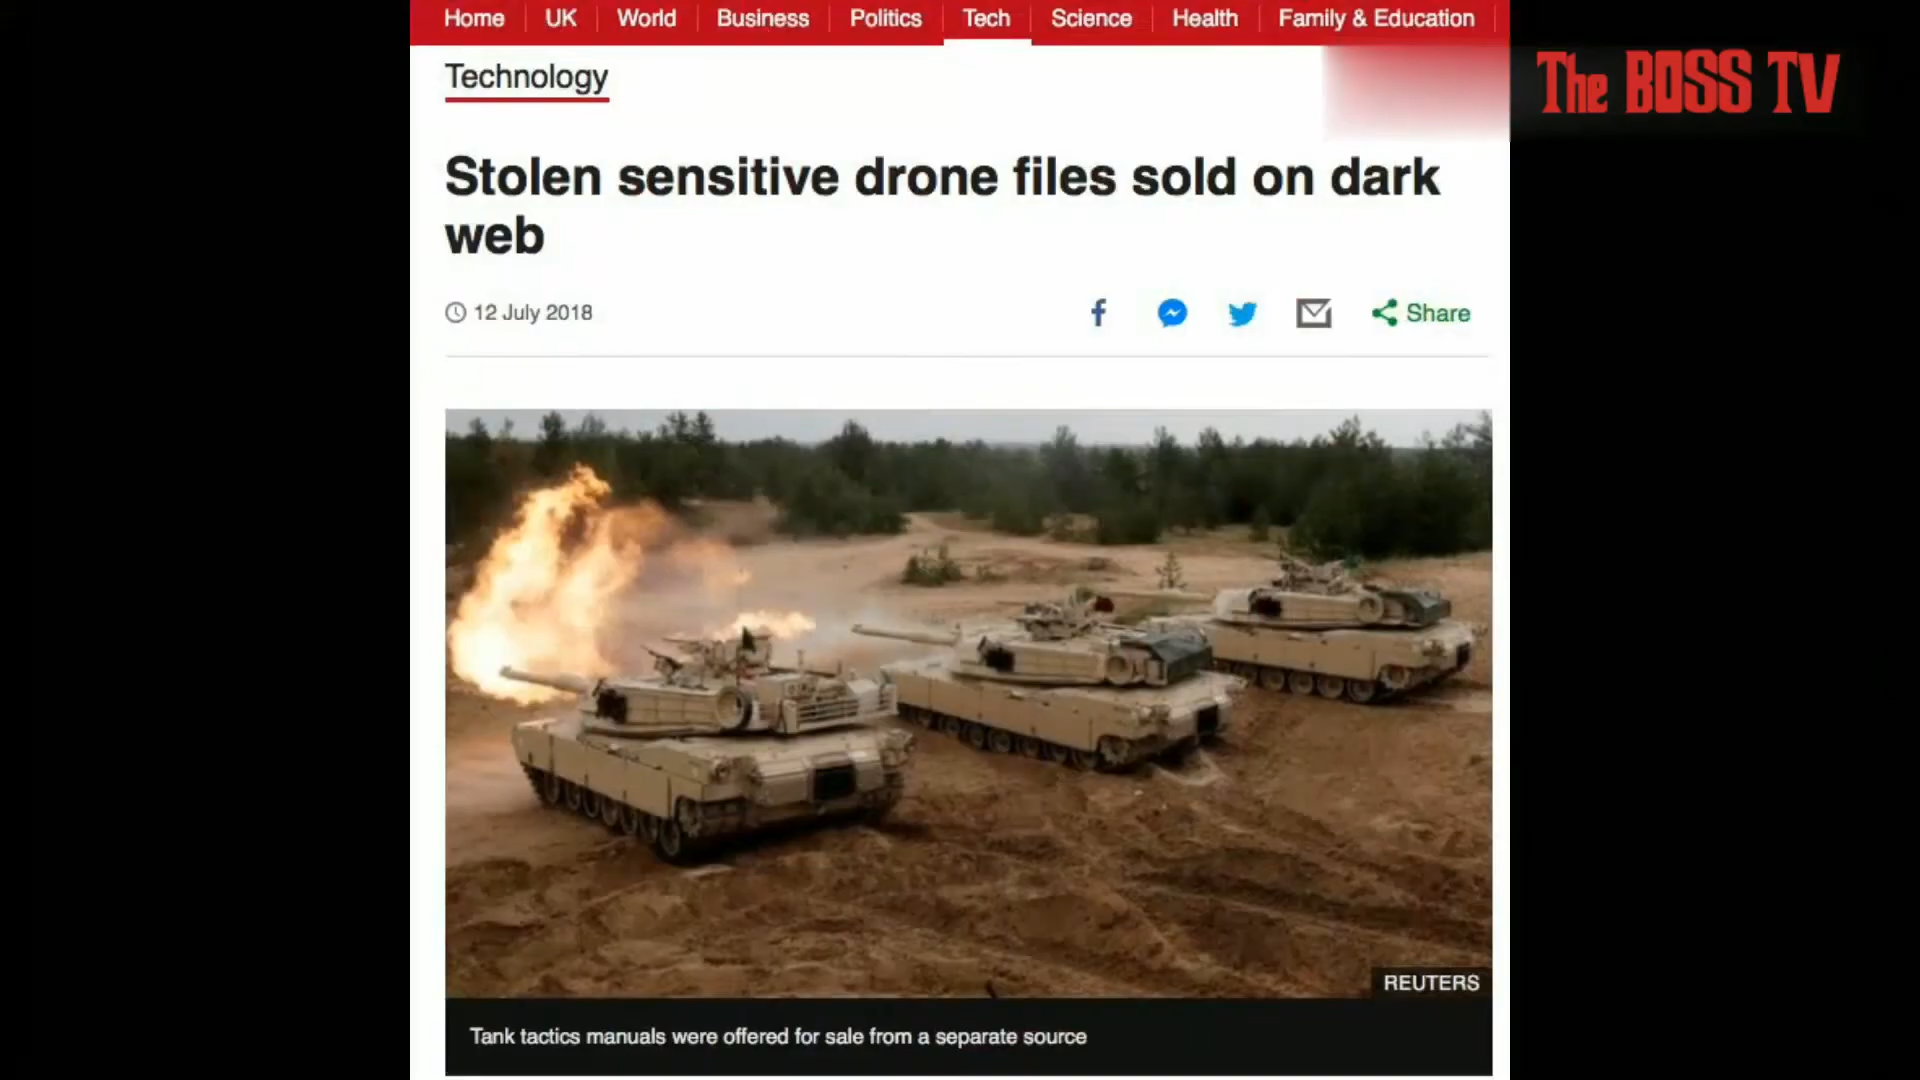 Home UK World Business Politics Tech Science Health Family & Education
The BOSS TV
Technology
Stolen sensitive drone files sold on dark
web
12 July 2018
Share
REUTERS
Tank tactics manuals were offered for sale from a separate source